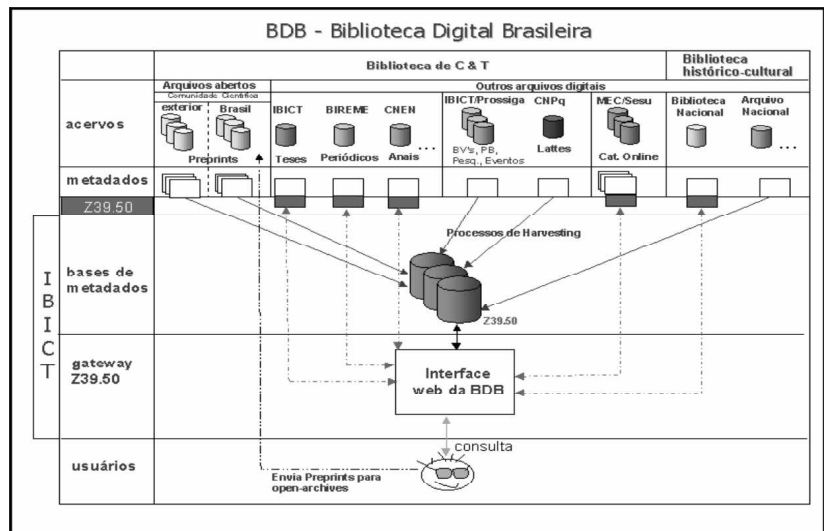 BDB - Biblioteca Digital Brasileira
Biblioteca de C & T
Biblioteca
histórico-cultural
Arquivos abertos
Outros arquivos digitais
Comunidade Científica
acervos
exterior
Brasil
Preprints
IBICT
Teses
BIREME
Periódicos
CNEN
Anais
...
IBICT/Prossiga
BV's, PB,
Pesq., Eventos
CNPq
Lattes
MEC/Sesu
Cat. Online
Biblioteca
Nacional
Arquivo
Nacional
...
metadados
Z39.50
Processos de Harvesting
IBICT
bases de
metadados
Z39.50
gateway
Z39.50
Interface
web da BDB
consulta
usuários
Envia Preprints para
open-archives